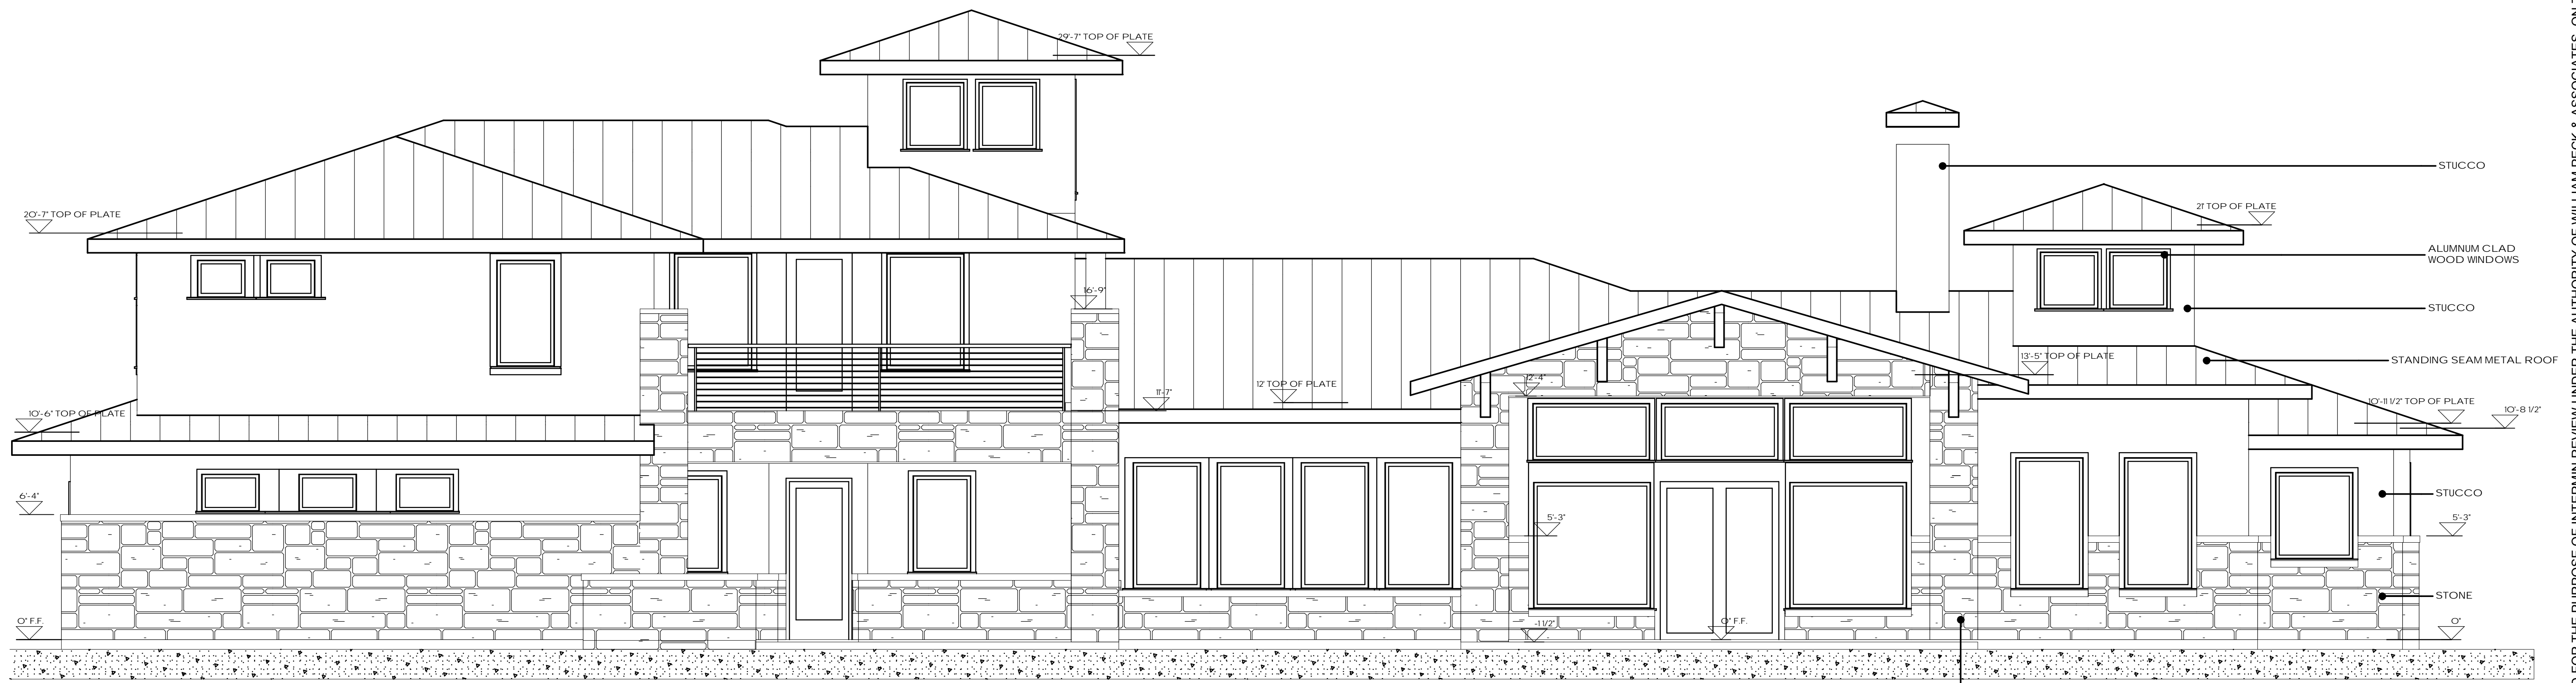 29'-7" TOP OF PLATE
STUCCO
20'-7" TOP OF PLATE
21' TOP OF PLATE
ALUMNUM CLAD
WOOD WINDOWS
16'-9"
STUCCO
13'-5" TOP OF PLATE
STANDING SEAM METAL ROOF
12'-4"
12' TOP OF PLATE
11'-7"
10'-11 1/2" TOP OF PLATE
10'-8 1/2"
10'-6" TOP OF PLATE
6'-4"
STUCCO
5'-3"
5'-3"
STONE
0" F.F.
-1 1/2"
0" F.F.
0"
FOR THE PURPOSE OF INTERMIN REVIEW UNDER THE AUTHORITY OF WILLIAM PECK & ASSOCIATES, ON